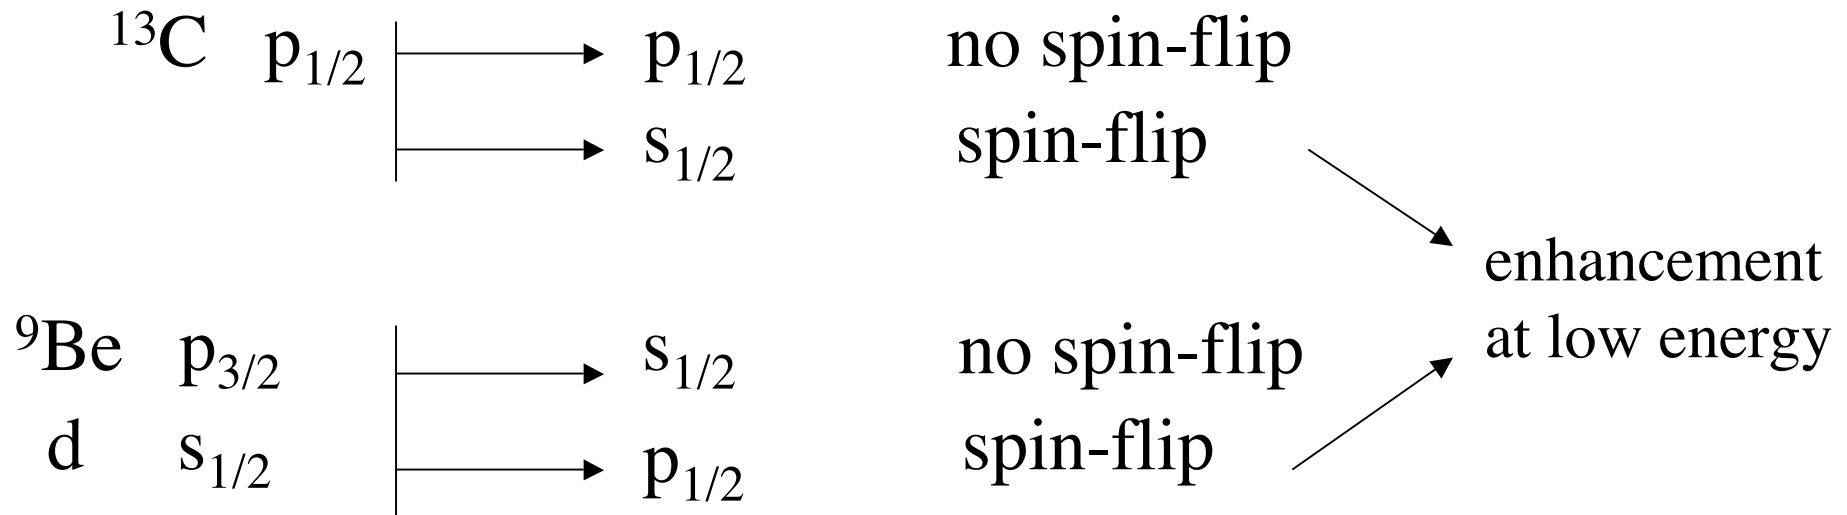 ¹³C p₁/₂ p₁/₂ no spin-flip
s₁/₂ spin-flip
enhancement
at low energy
⁹Be p₃/₂ s₁/₂ no spin-flip
d s₁/₂ p₁/₂ spin-flip